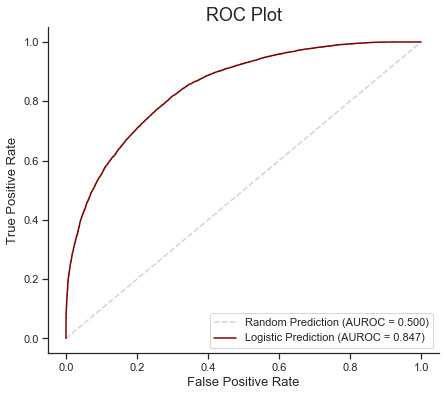 ROC Plot
True Positive Rate
1.0
0.8
0.6
0.4
0.2
0.0
Random Prediction (AUROC = 0.500)
Logistic Prediction (AUROC = 0.847)
0.0 0.2 0.4 0.6 0.8 1.0
False Positive Rate